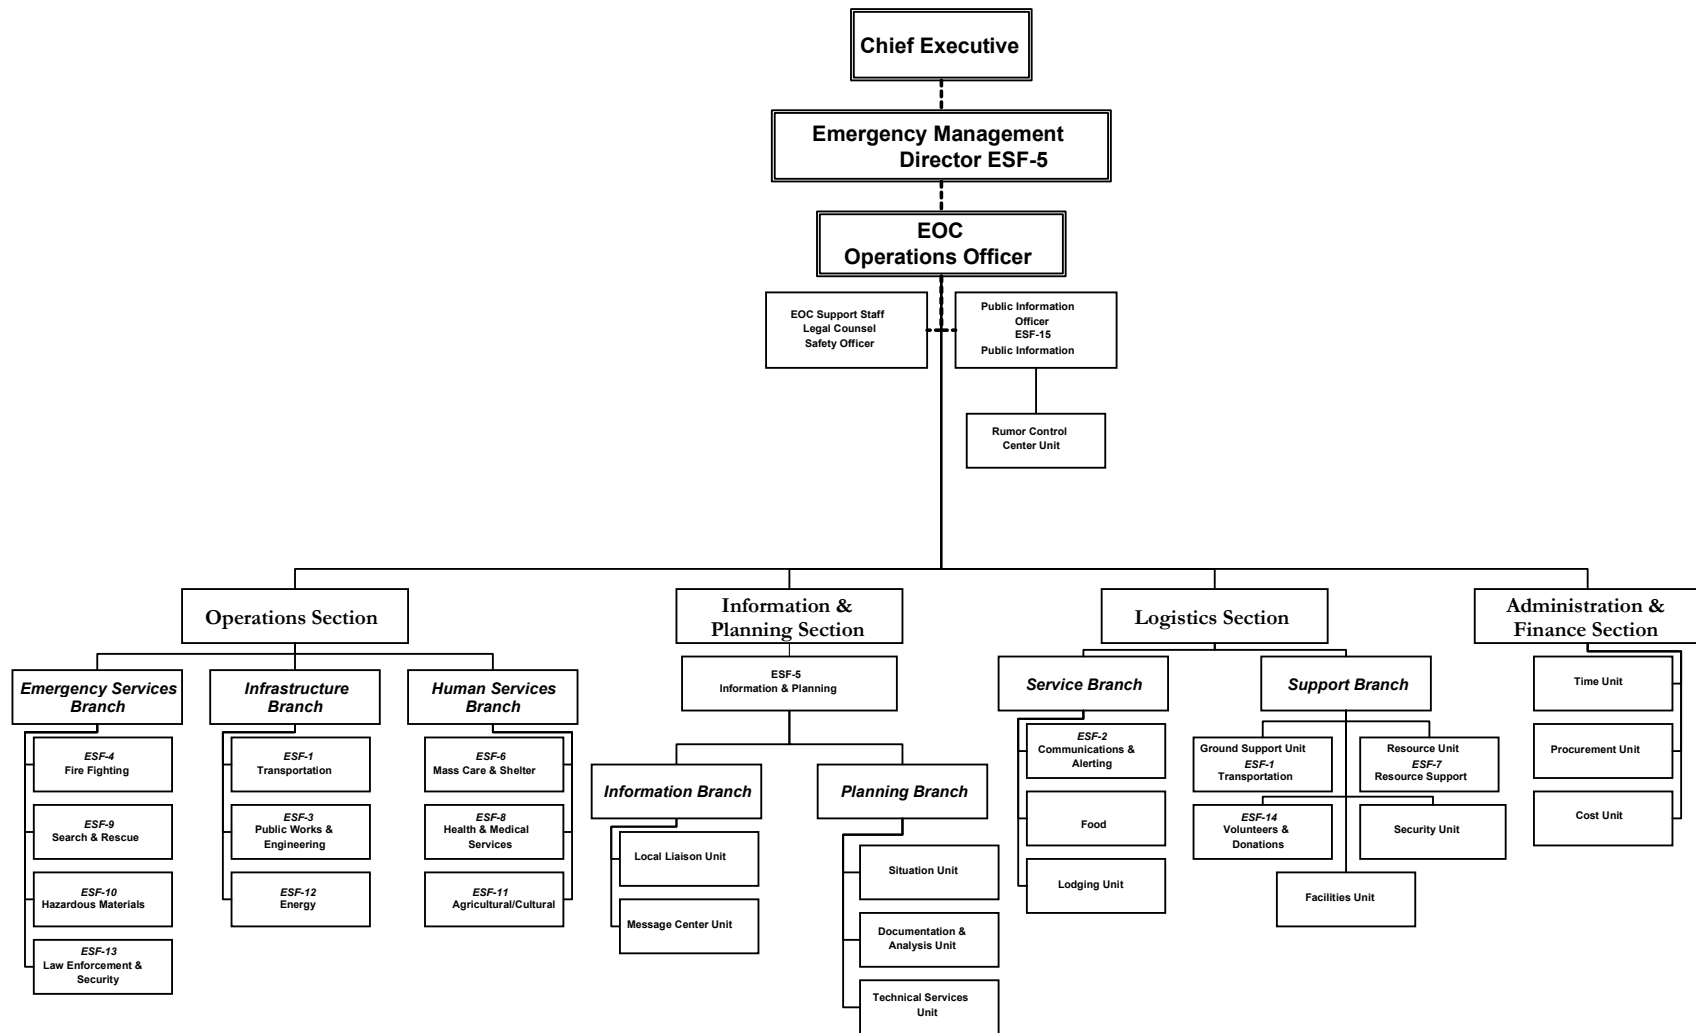 Chief Executive
Emergency Management
Director ESF-5
EOC
Operations Officer
EOC Support Staff
Legal Counsel
Safety Officer
Public Information
Officer
ESF-15
Public Information
Rumor Control
Center Unit
Operations Section
Information &
Planning Section
Logistics Section
Administration &
Finance Section
Emergency Services
Branch
Infrastructure
Branch
Human Services
Branch
ESF-5
Information & Planning
Service Branch
Support Branch
Time Unit
Procurement Unit
Cost Unit
ESF-4
Fire Fighting
ESF-9
Search & Rescue
ESF-10
Hazardous Materials
ESF-13
Law Enforcement &
Security
ESF-1
Transportation
ESF-3
Public Works &
Engineering
ESF-12
Energy
ESF-6
Mass Care & Shelter
ESF-8
Health & Medical
Services
ESF-11
Agricultural/Cultural
Information Branch
Local Liaison Unit
Message Center Unit
Planning Branch
Situation Unit
Documentation &
Analysis Unit
Technical Services
Unit
ESF-2
Communications &
Alerting
Food
Lodging Unit
Ground Support Unit
ESF-1
Transportation
Resource Unit
ESF-7
Resource Support
ESF-14
Volunteers &
Donations
Security Unit
Facilities Unit